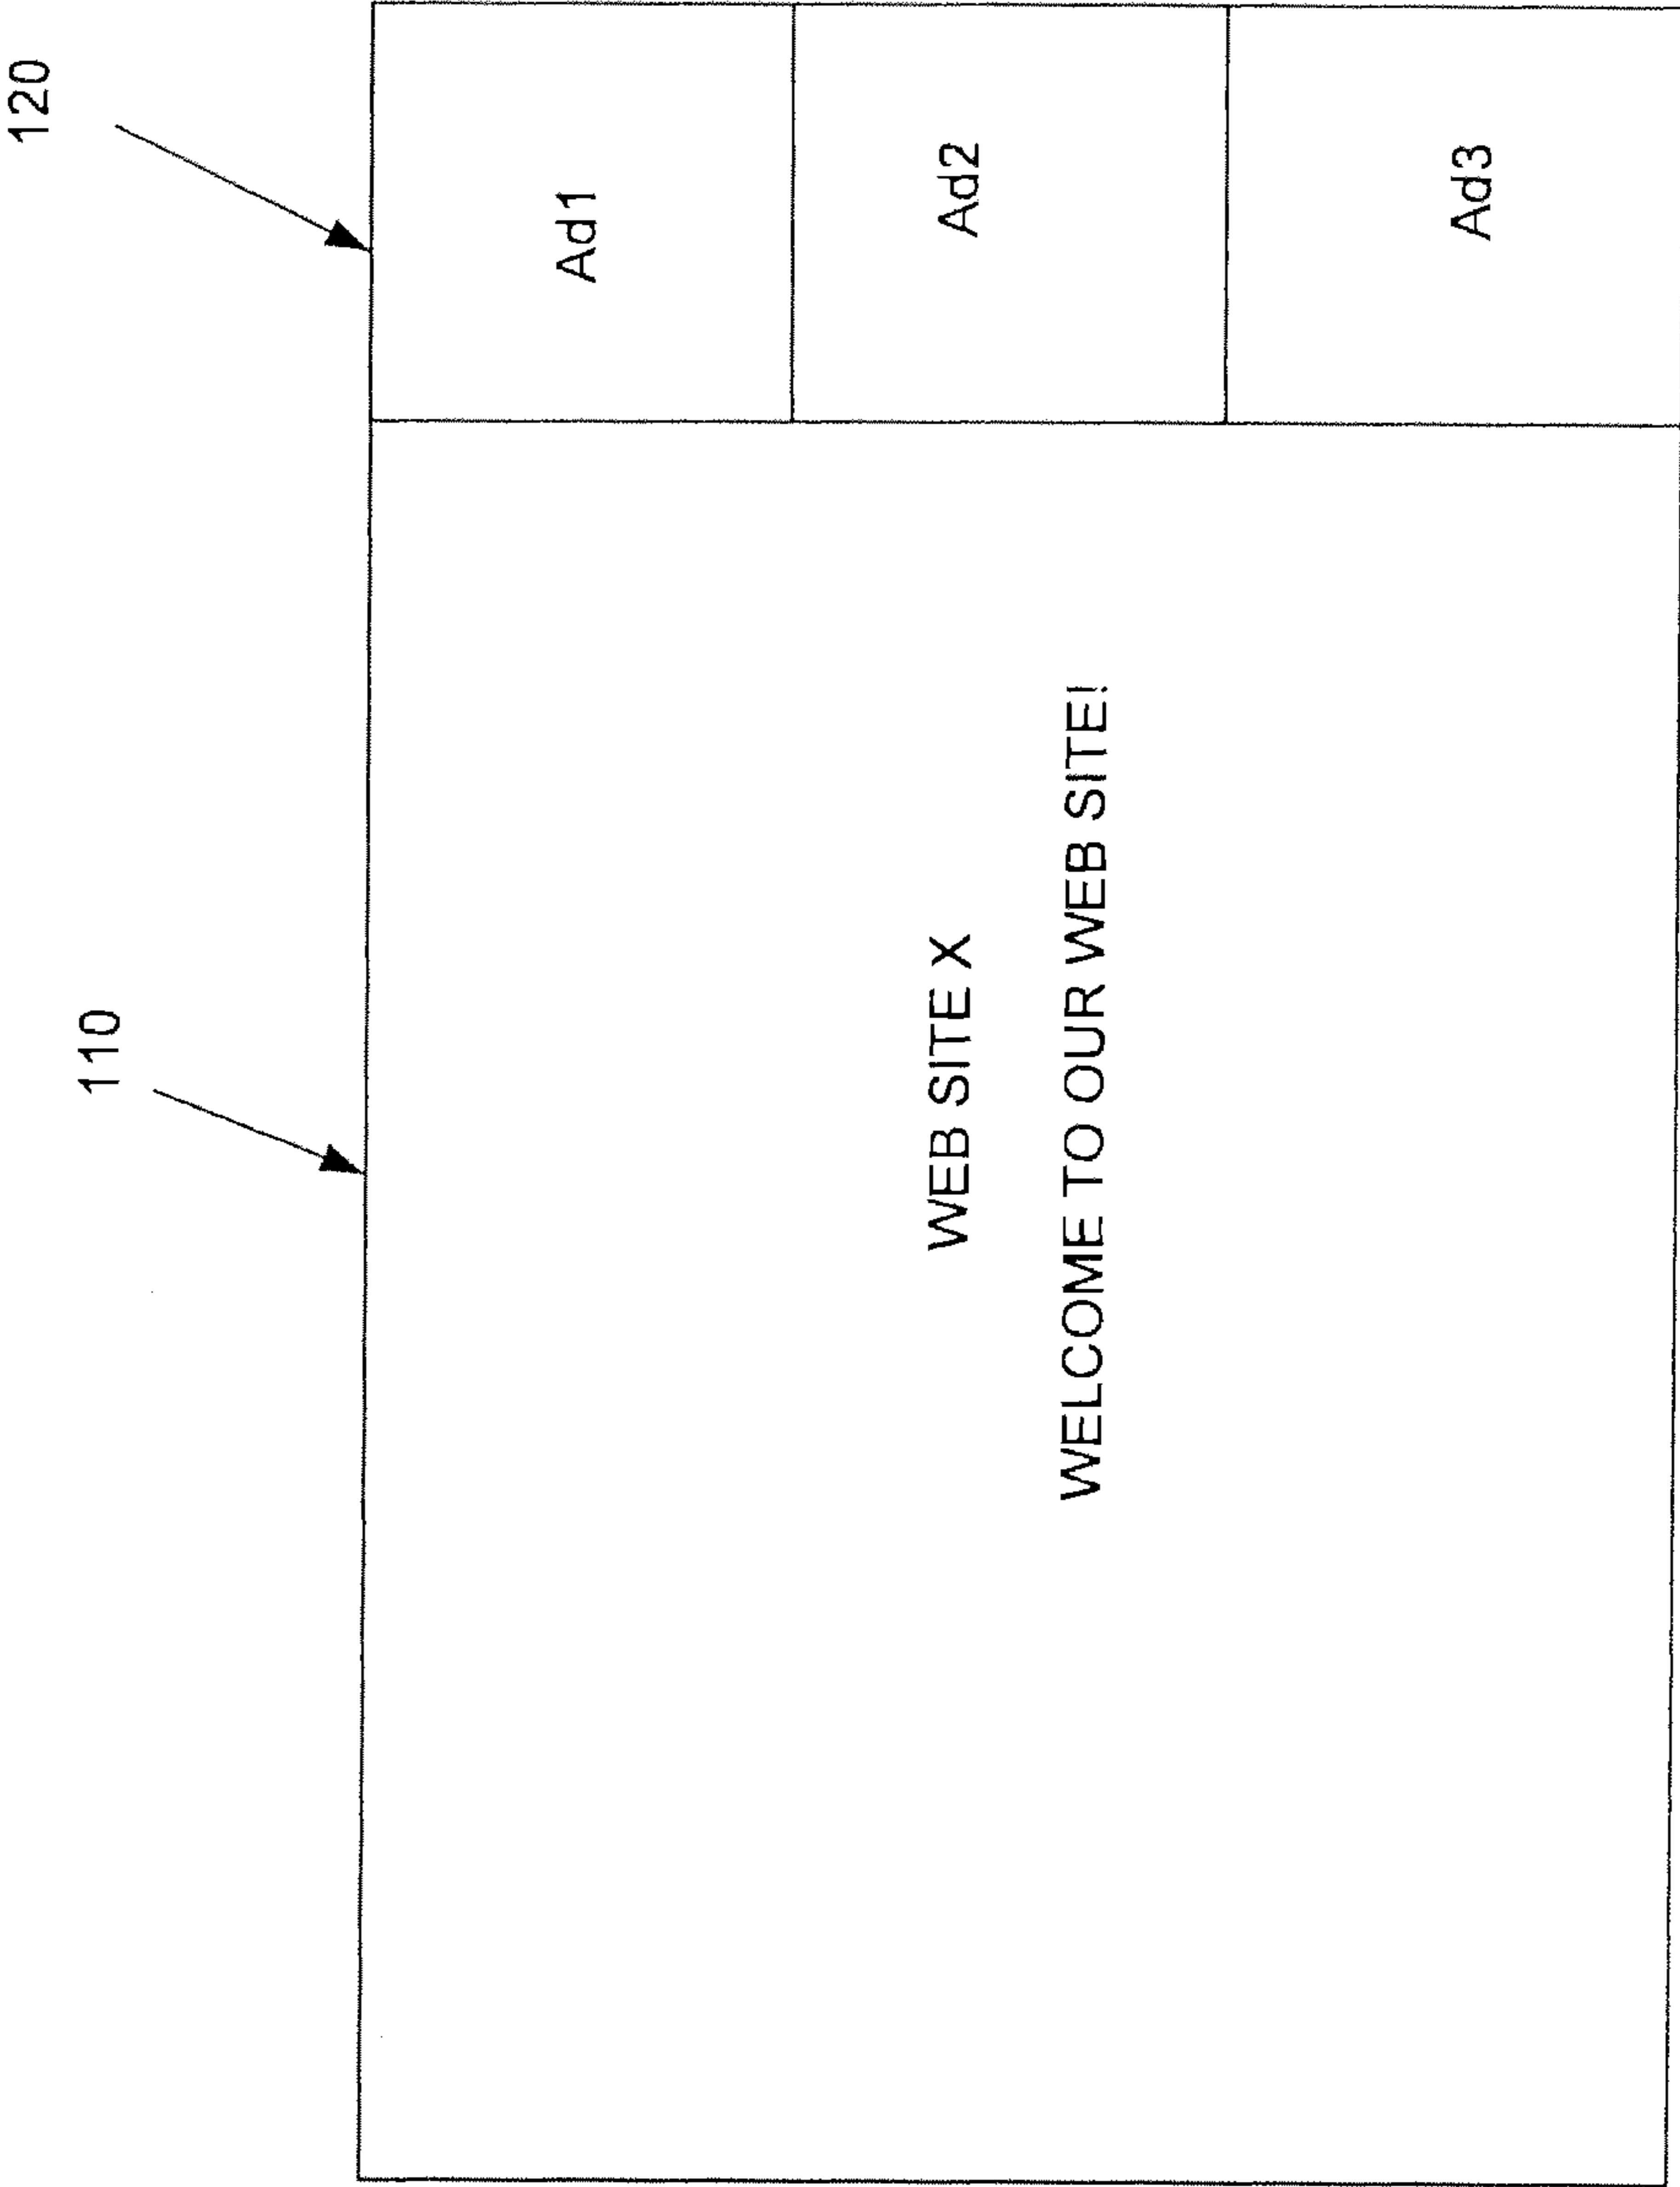 110
120
WEB SITE X
WELCOME TO OUR WEB SITE!
Ad1
Ad2
Ad3